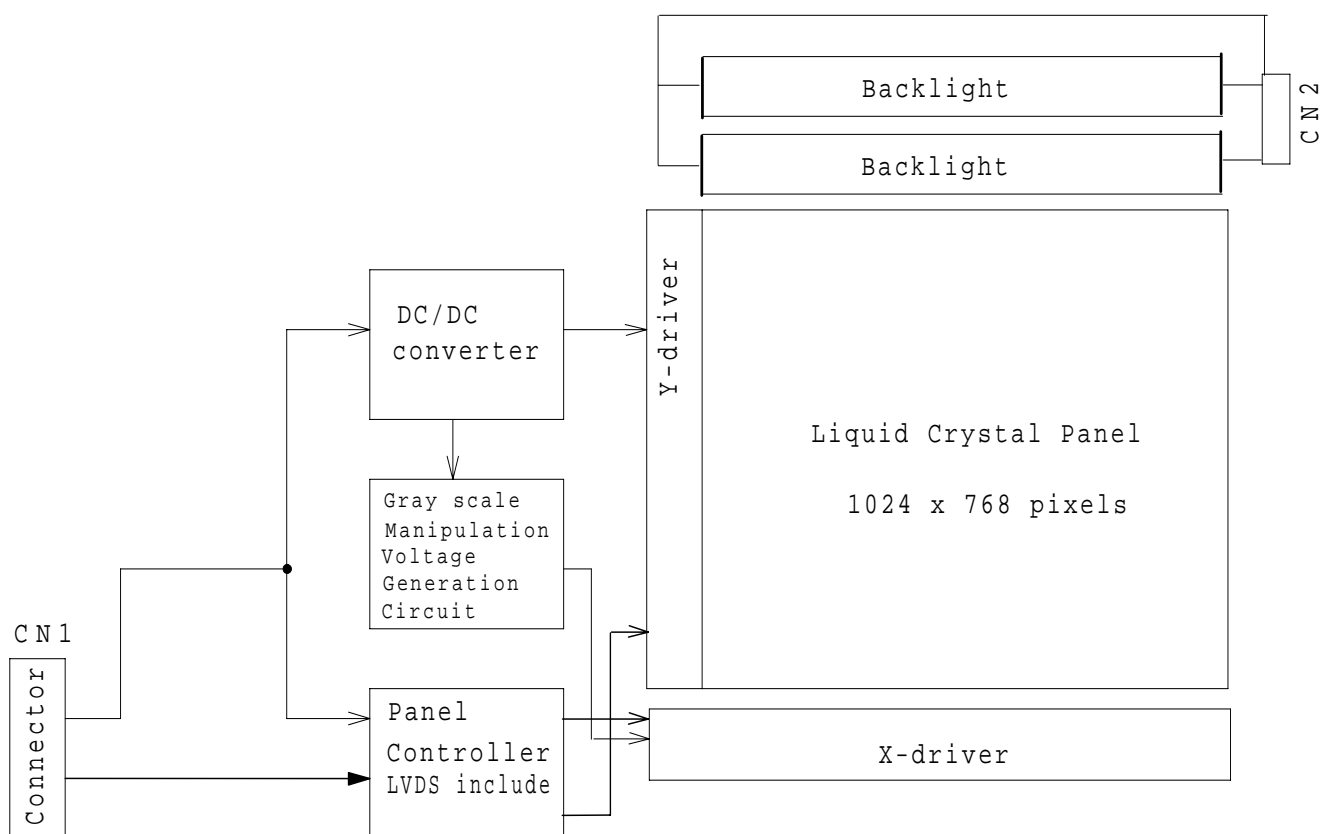 Backlight
CN2
Backlight
Y-driver
DC/DC
converter
Liquid Crystal Panel
1024 x 768 pixels
Gray scale
Manipulation
Voltage
Generation
Circuit
CN1
Connector
Panel
Controller
LVDS include
X-driver